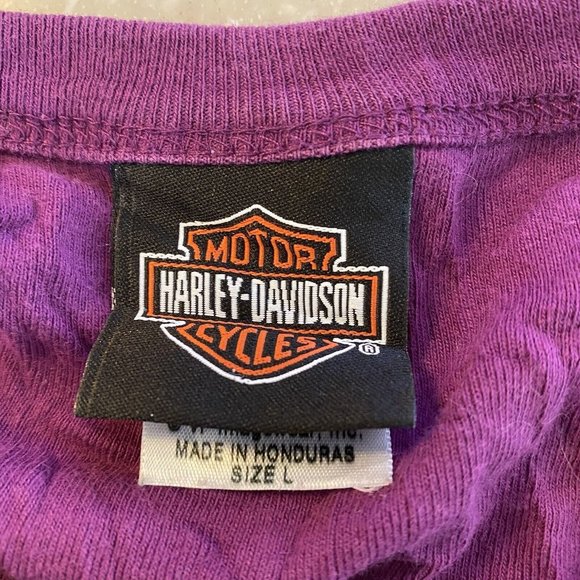 MOTOR
HARLEY-DAVIDSON
CYCLES
®
MADE IN HONDURAS
SIZE L